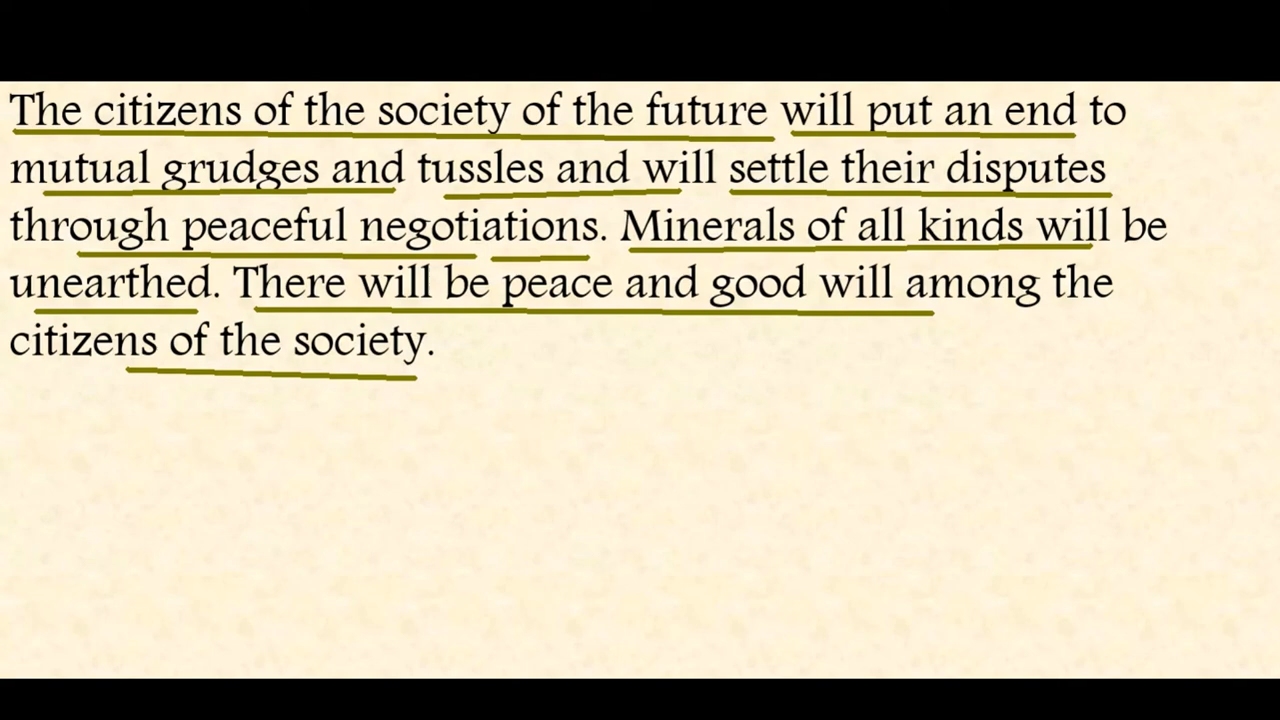 The citizens of the society of the future will put an end to
mutual grudges and tussles and will settle their disputes
through peaceful negotiations. Minerals of all kinds will be
unearthed. There will be peace and good will among the
citizens of the society.